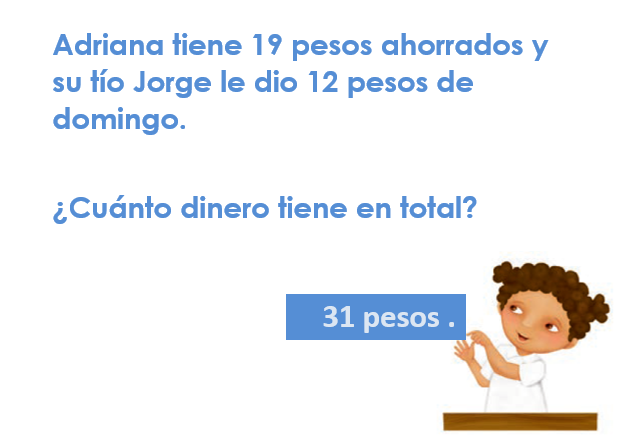 Adriana tiene 19 pesos ahorrados y
su tío Jorge le dio 12 pesos de
domingo.
¿Cuánto dinero tiene en total?
31 pesos .